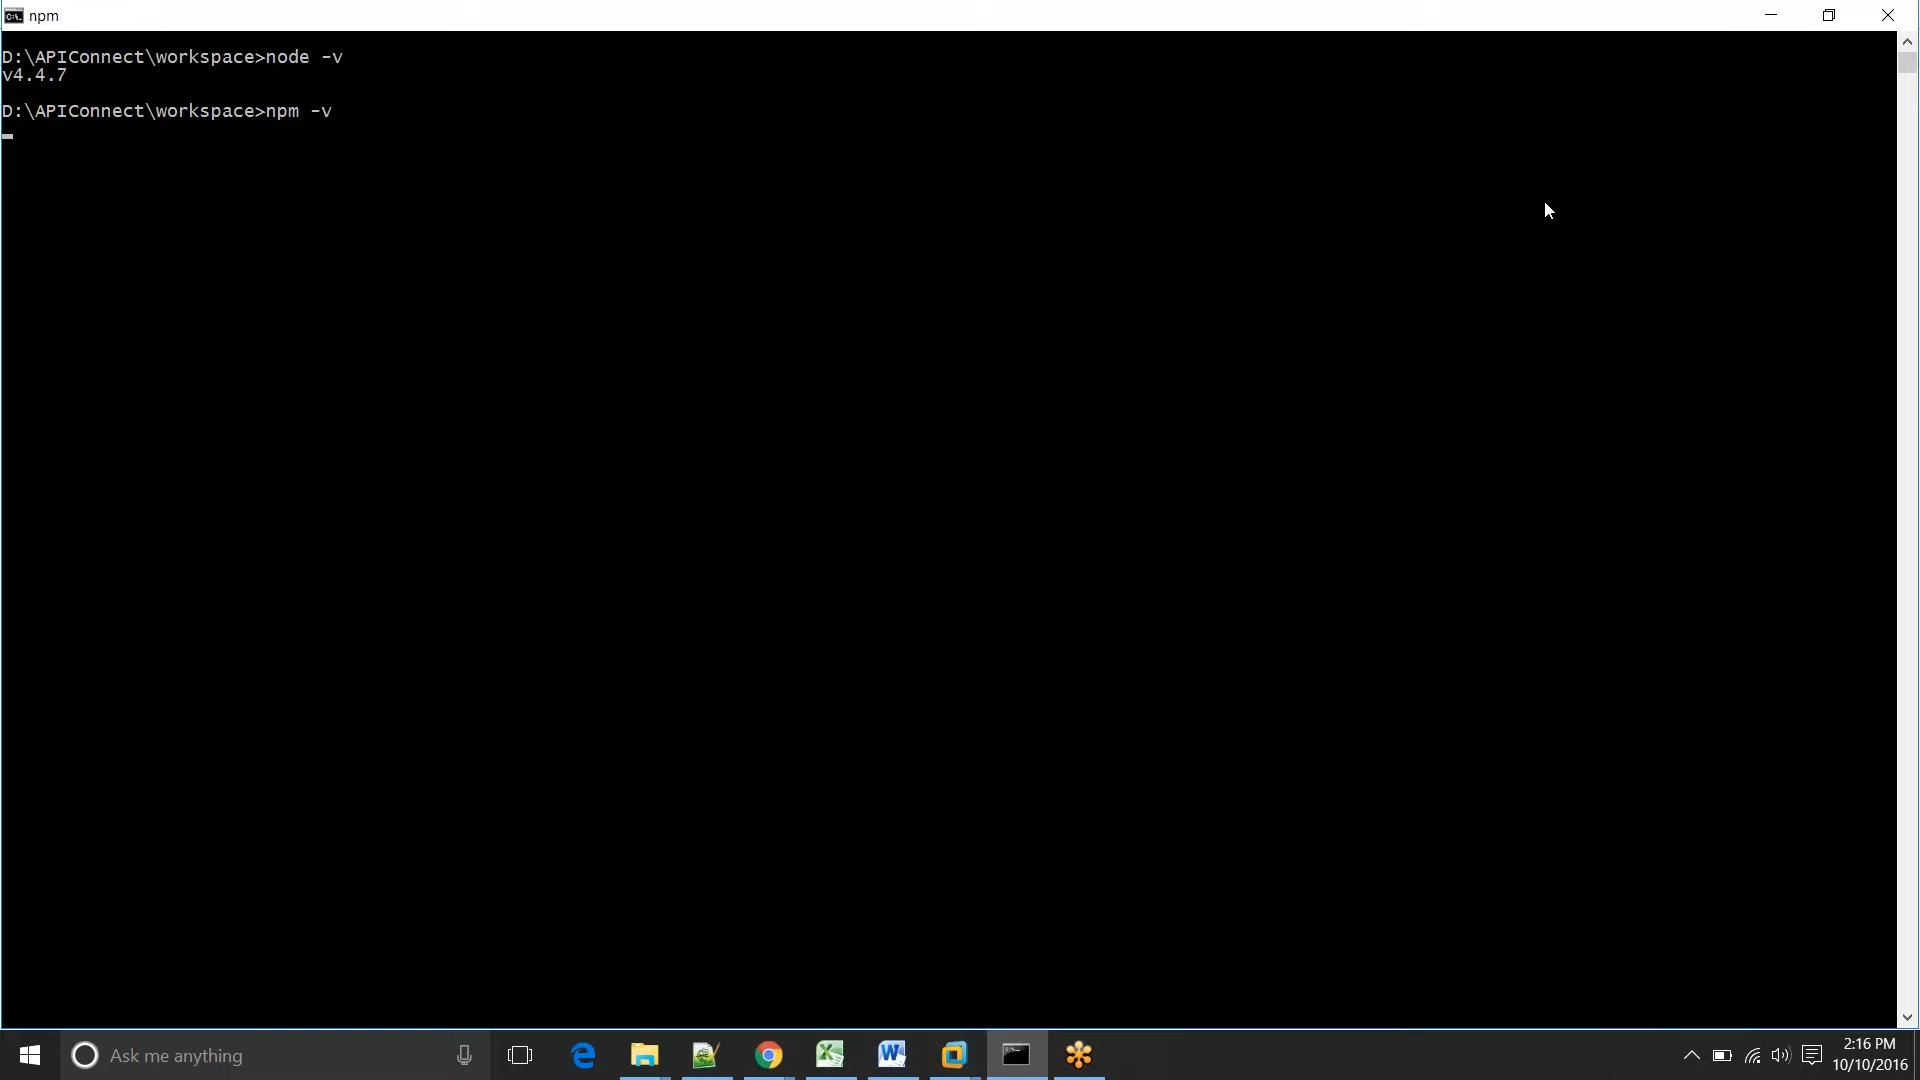 npm
D:\APIConnect\workspace>node -v
v4.4.7
D:\APIConnect\workspace>npm -v
Ask me anything
2:16 PM
10/10/2016